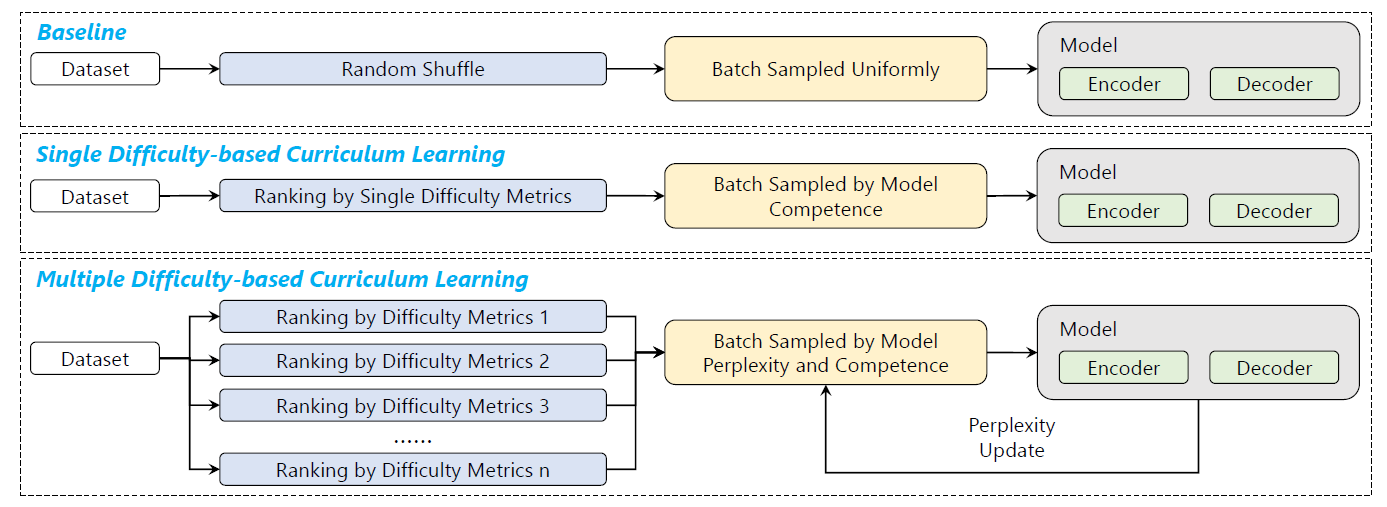 Baseline
Dataset
Random Shuffle
Batch Sampled Uniformly
Model
Encoder
Decoder
Single Difficulty-based Curriculum Learning
Dataset
Ranking by Single Difficulty Metrics
Batch Sampled by Model
Competence
Model
Encoder
Decoder
Multiple Difficulty-based Curriculum Learning
Dataset
Ranking by Difficulty Metrics 1
Ranking by Difficulty Metrics 2
Ranking by Difficulty Metrics 3
......
Ranking by Difficulty Metrics n
Batch Sampled by Model
Perplexity and Competence
Model
Encoder
Decoder
Perplexity
Update